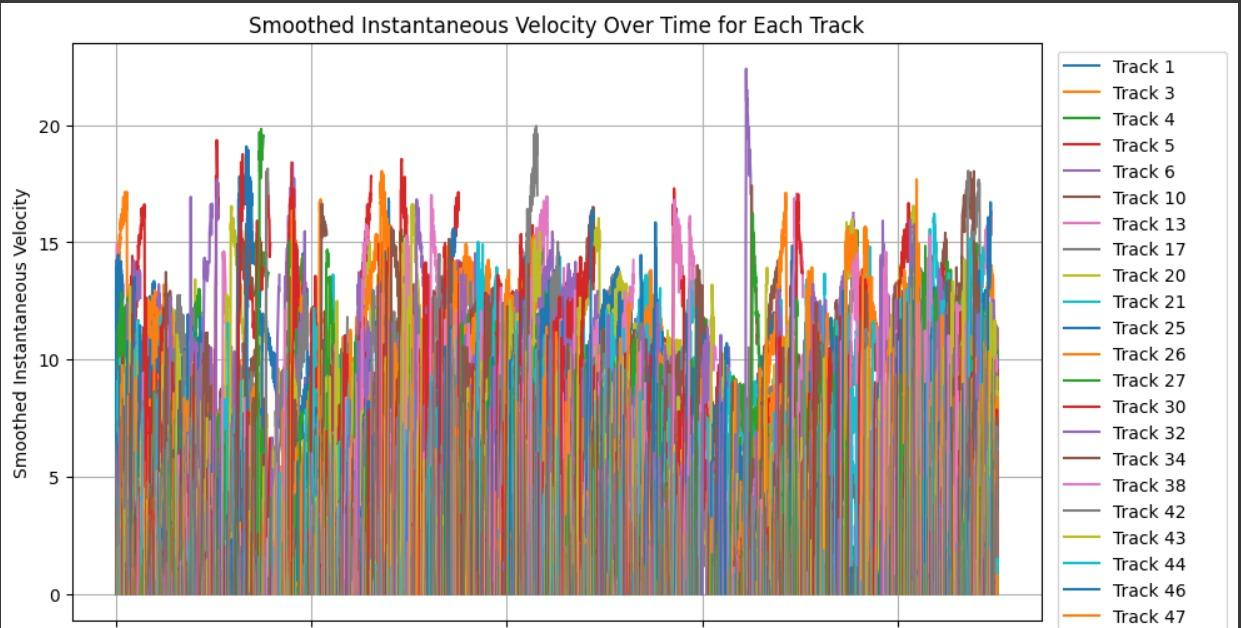 Smoothed Instantaneous Velocity Over Time for Each Track
Smoothed Instantaneous Velocity
20
15
10
5
0
Track 1
Track 3
Track 4
Track 5
Track 6
Track 10
Track 13
Track 17
Track 20
Track 21
Track 25
Track 26
Track 27
Track 30
Track 32
Track 34
Track 38
Track 42
Track 43
Track 44
Track 46
Track 47